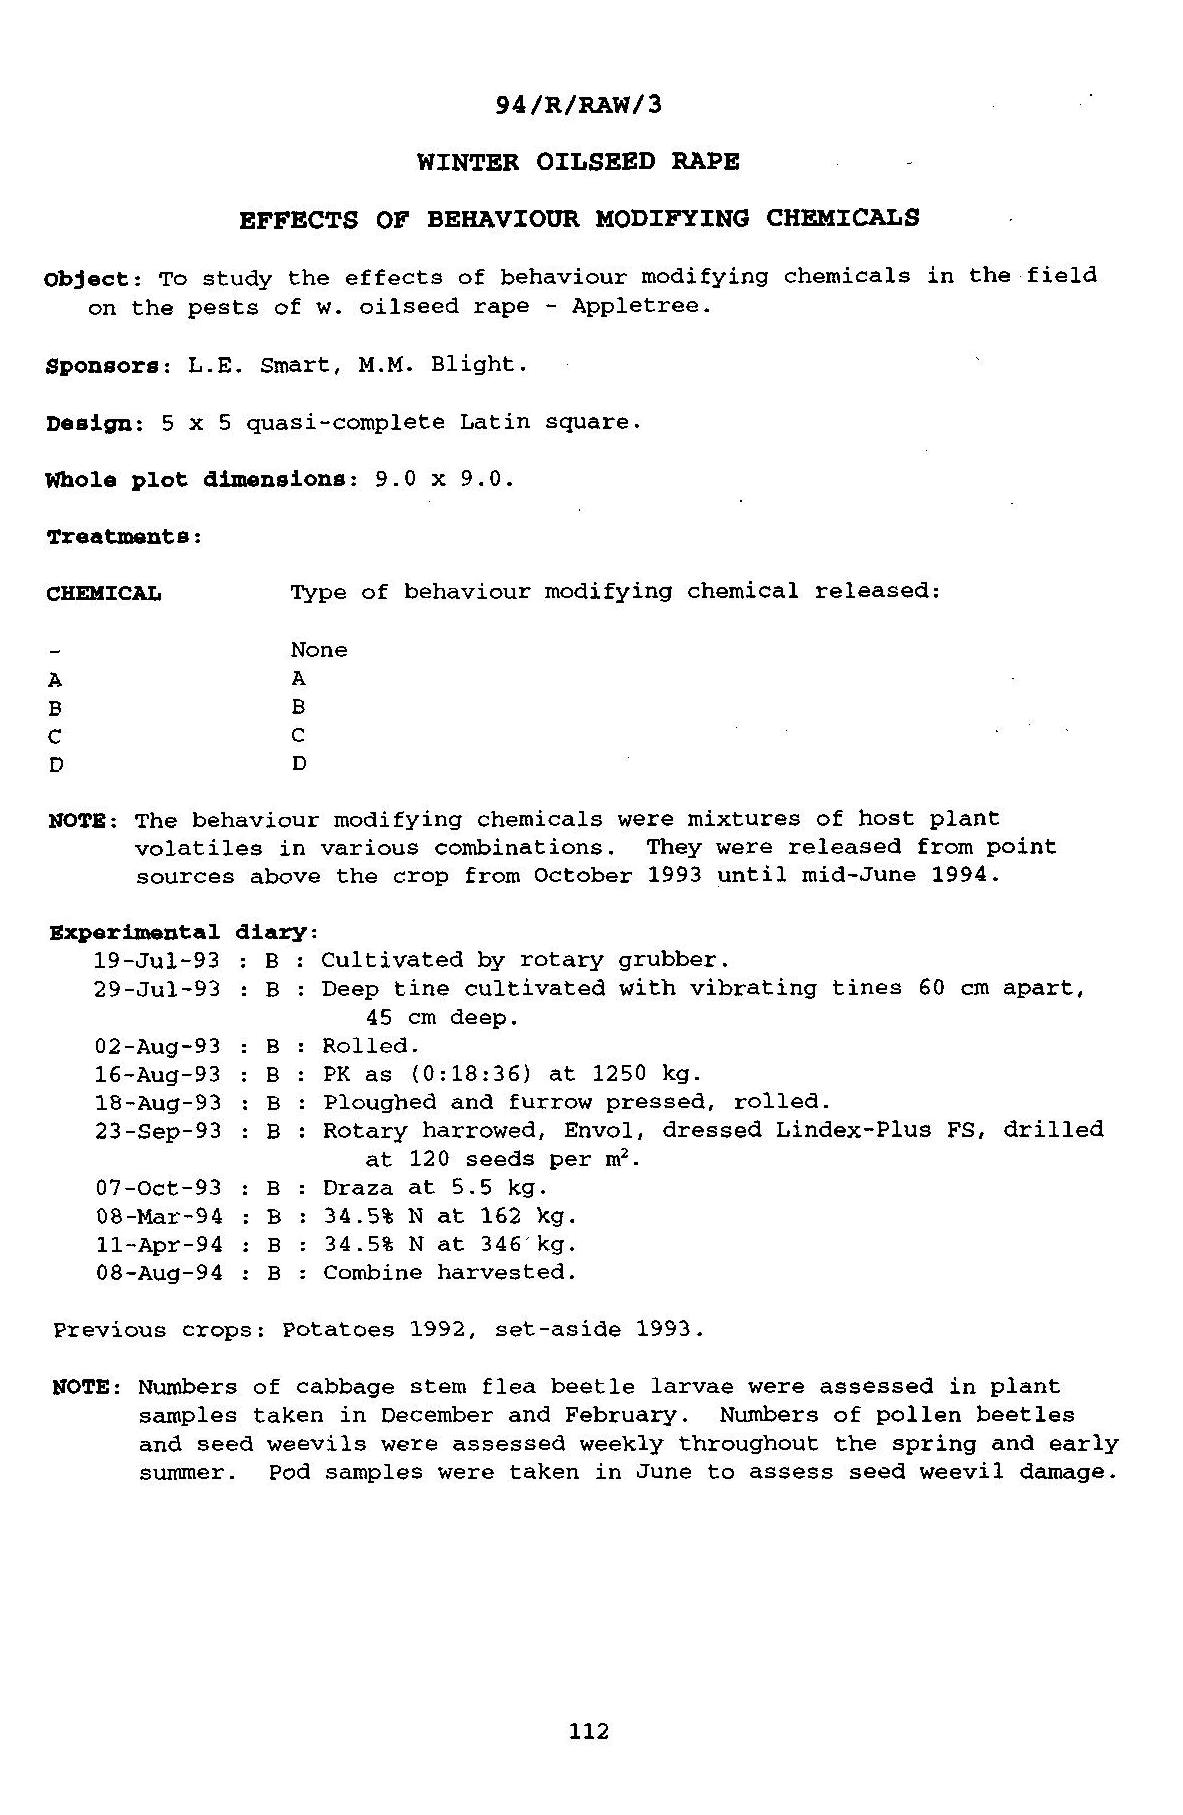 94/R/RAW/3
WINTER OILSEED RAPE
EFFECTS OF BEHAVIOUR MODIFYING CHEMICALS
Object: To study the effects of behaviour modifying chemicals in the field
on the pests of w. oilseed rape - Appletree.
Sponsors: L.E. Smart, M.M. Blight.
Design: 5 x 5 quasi-complete Latin square.
Whole plot dimensions: 9.0 x 9.0.
Treatments:
CHEMICAL Type of behaviour modifying chemical released:
- None
A A
B B
C C
D D
NOTE: The behaviour modifying chemicals were mixtures of host plant
volatiles in various combinations. They were released from point
sources above the crop from October 1993 until mid-June 1994.
Experimental diary:
19-Jul-93 : B : Cultivated by rotary grubber.
29-Jul-93 : B : Deep tine cultivated with vibrating tines 60 cm apart,
45 cm deep.
02-Aug-93 : B : Rolled.
16-Aug-93 : B : PK as (0:18:36) at 1250 kg.
18-Aug-93 : B : Ploughed and furrow pressed, rolled.
23-Sep-93 : B : Rotary harrowed, Envol, dressed Lindex-Plus FS, drilled
at 120 seeds per m².
07-Oct-93 : B : Draza at 5.5 kg.
08-Mar-94 : B : 34.5% N at 162 kg.
11-Apr-94 : B : 34.5% N at 346 kg.
08-Aug-94 : B : Combine harvested.
Previous crops: Potatoes 1992, set-aside 1993.
NOTE: Numbers of cabbage stem flea beetle larvae were assessed in plant
samples taken in December and February. Numbers of pollen beetles
and seed weevils were assessed weekly throughout the spring and early
summer. Pod samples were taken in June to assess seed weevil damage.
112